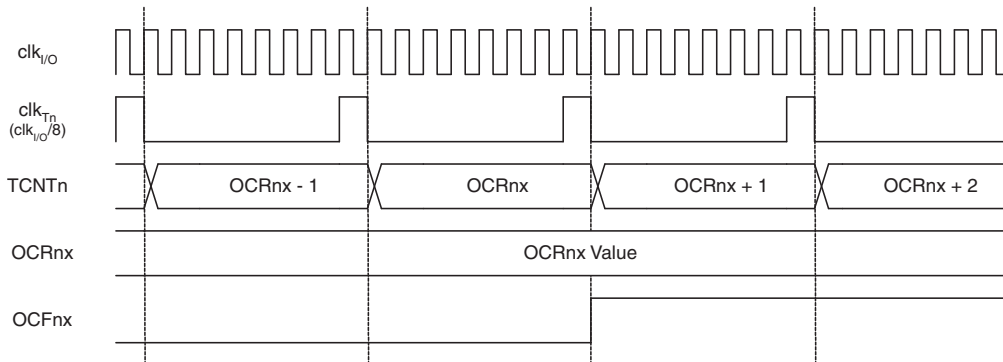 clkI/O
clkTn
(clkI/O/8)
TCNTn
OCRnx - 1
OCRnx
OCRnx + 1
OCRnx + 2
OCRnx
OCRnx Value
OCFnx